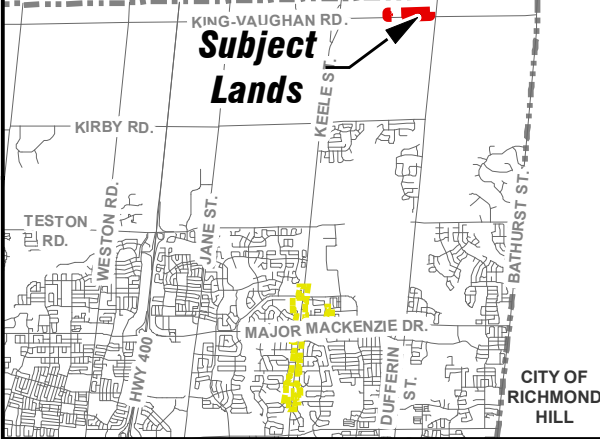 KING-VAUGHAN RD.
Subject
Lands
KEELE ST.
KIRBY RD.
TESTON
RD.
WESTON RD.
JANE ST.
BATHURST ST.
HWY 400
MAJOR MACKENZIE DR.
DUFFERIN
ST.
CITY OF
RICHMOND
HILL